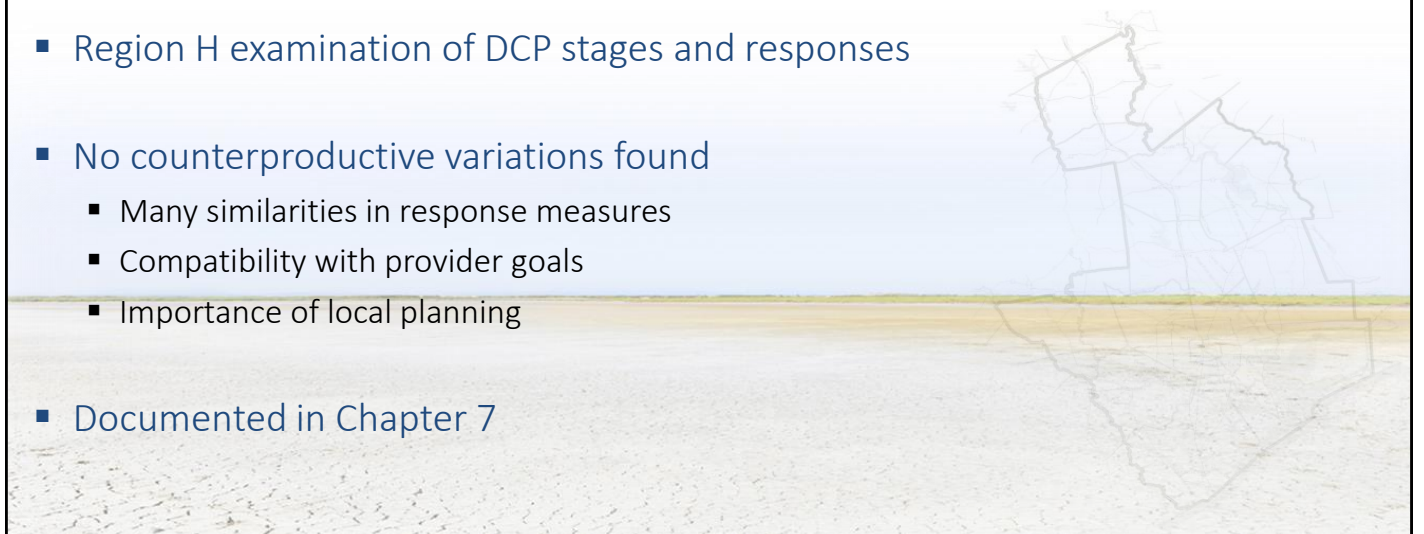 ▪ Region H examination of DCP stages and responses
▪ No counterproductive variations found
▪ Many similarities in response measures
▪ Compatibility with provider goals
▪ Importance of local planning
▪ Documented in Chapter 7